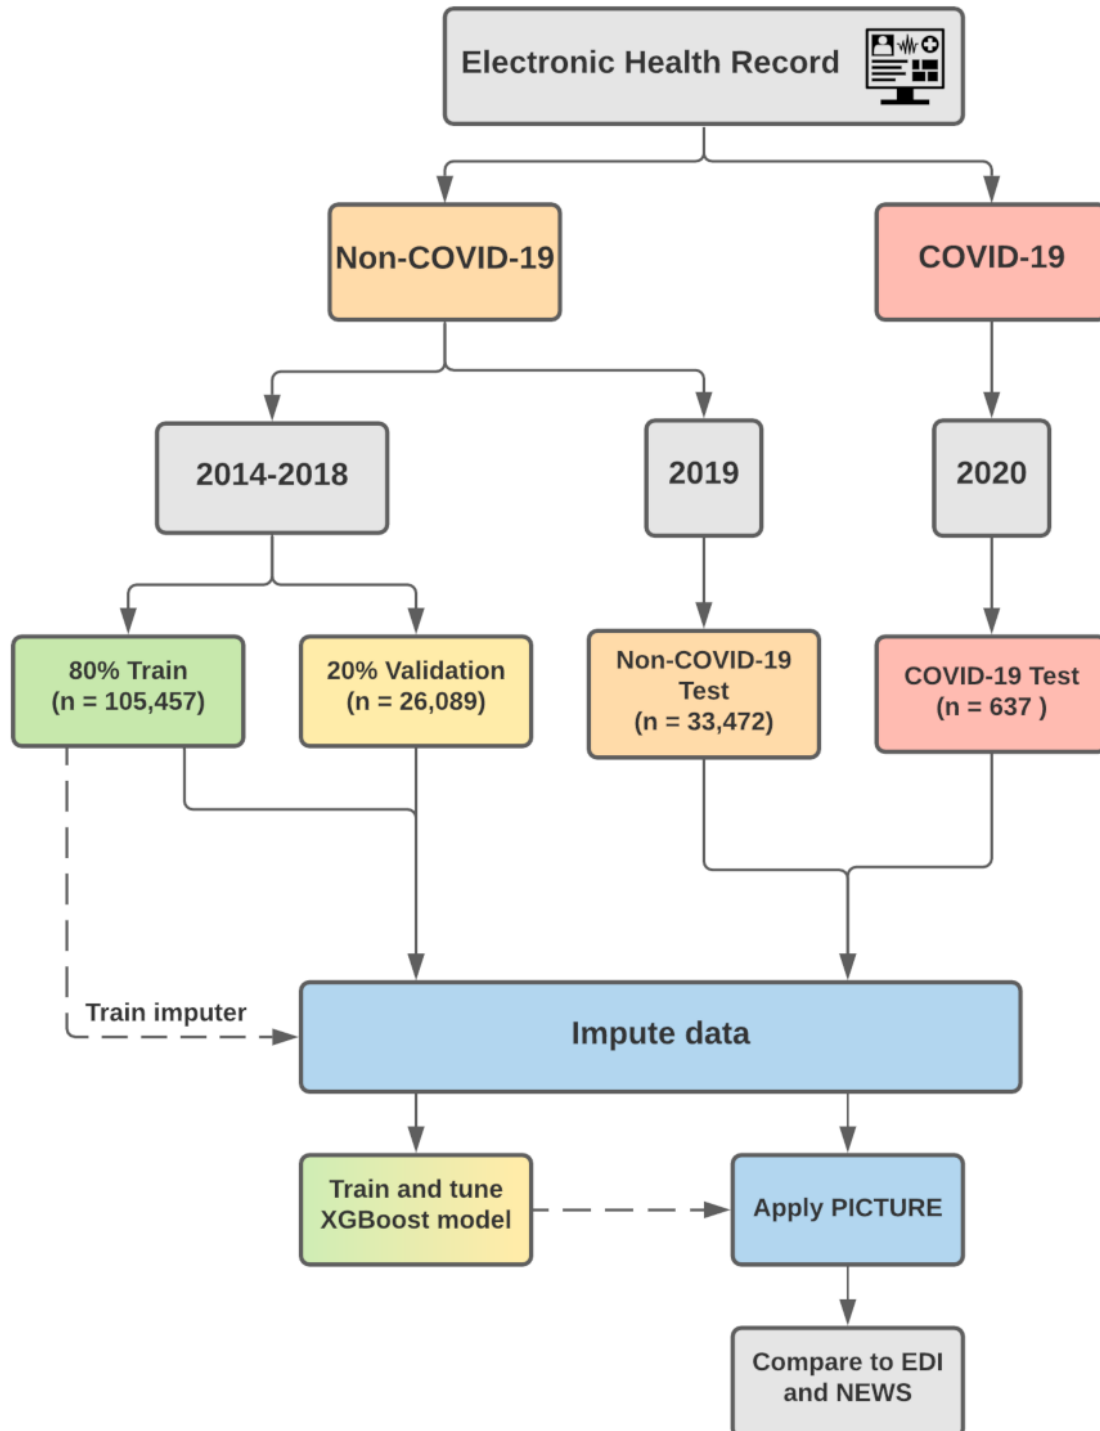 Electronic Health Record
Non-COVID-19
COVID-19
2014-2018
2019
2020
80% Train
(n = 105,457)
20% Validation
(n = 26,089)
Non-COVID-19
Test
(n = 33,472)
COVID-19 Test
(n = 637 )
Train imputer
Impute data
Train and tune
XGBoost model
Apply PICTURE
Compare to EDI
and NEWS